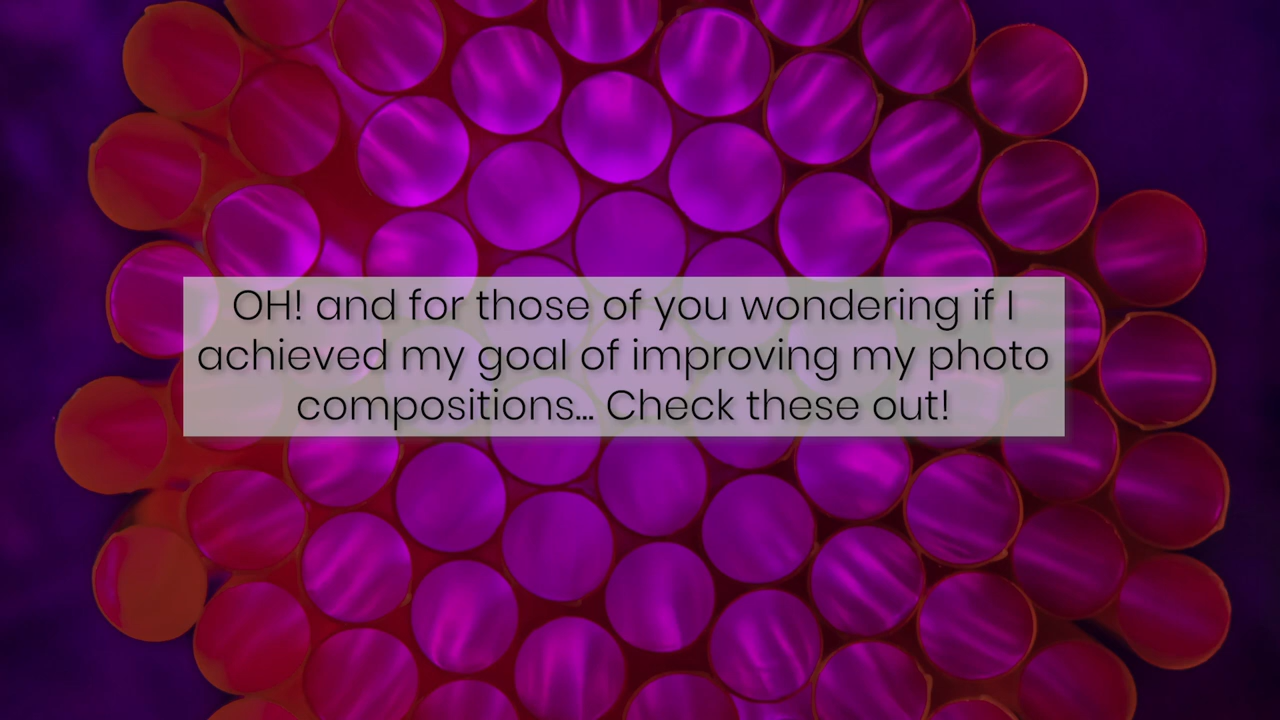 OH! and for those of you wondering if I
achieved my goal of improving my photo
compositions... Check these out!